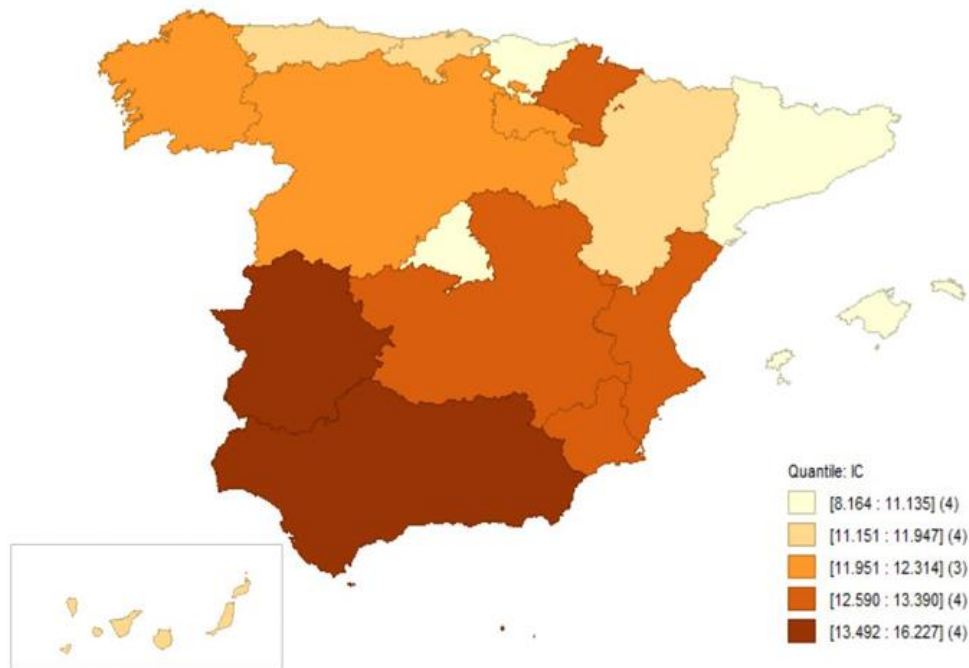 Quantile: IC
[8.164 : 11.135] (4)
[11.151 : 11.947] (4)
[11.951 : 12.314] (3)
[12.590 : 13.390] (4)
[13.492 : 16.227] (4)